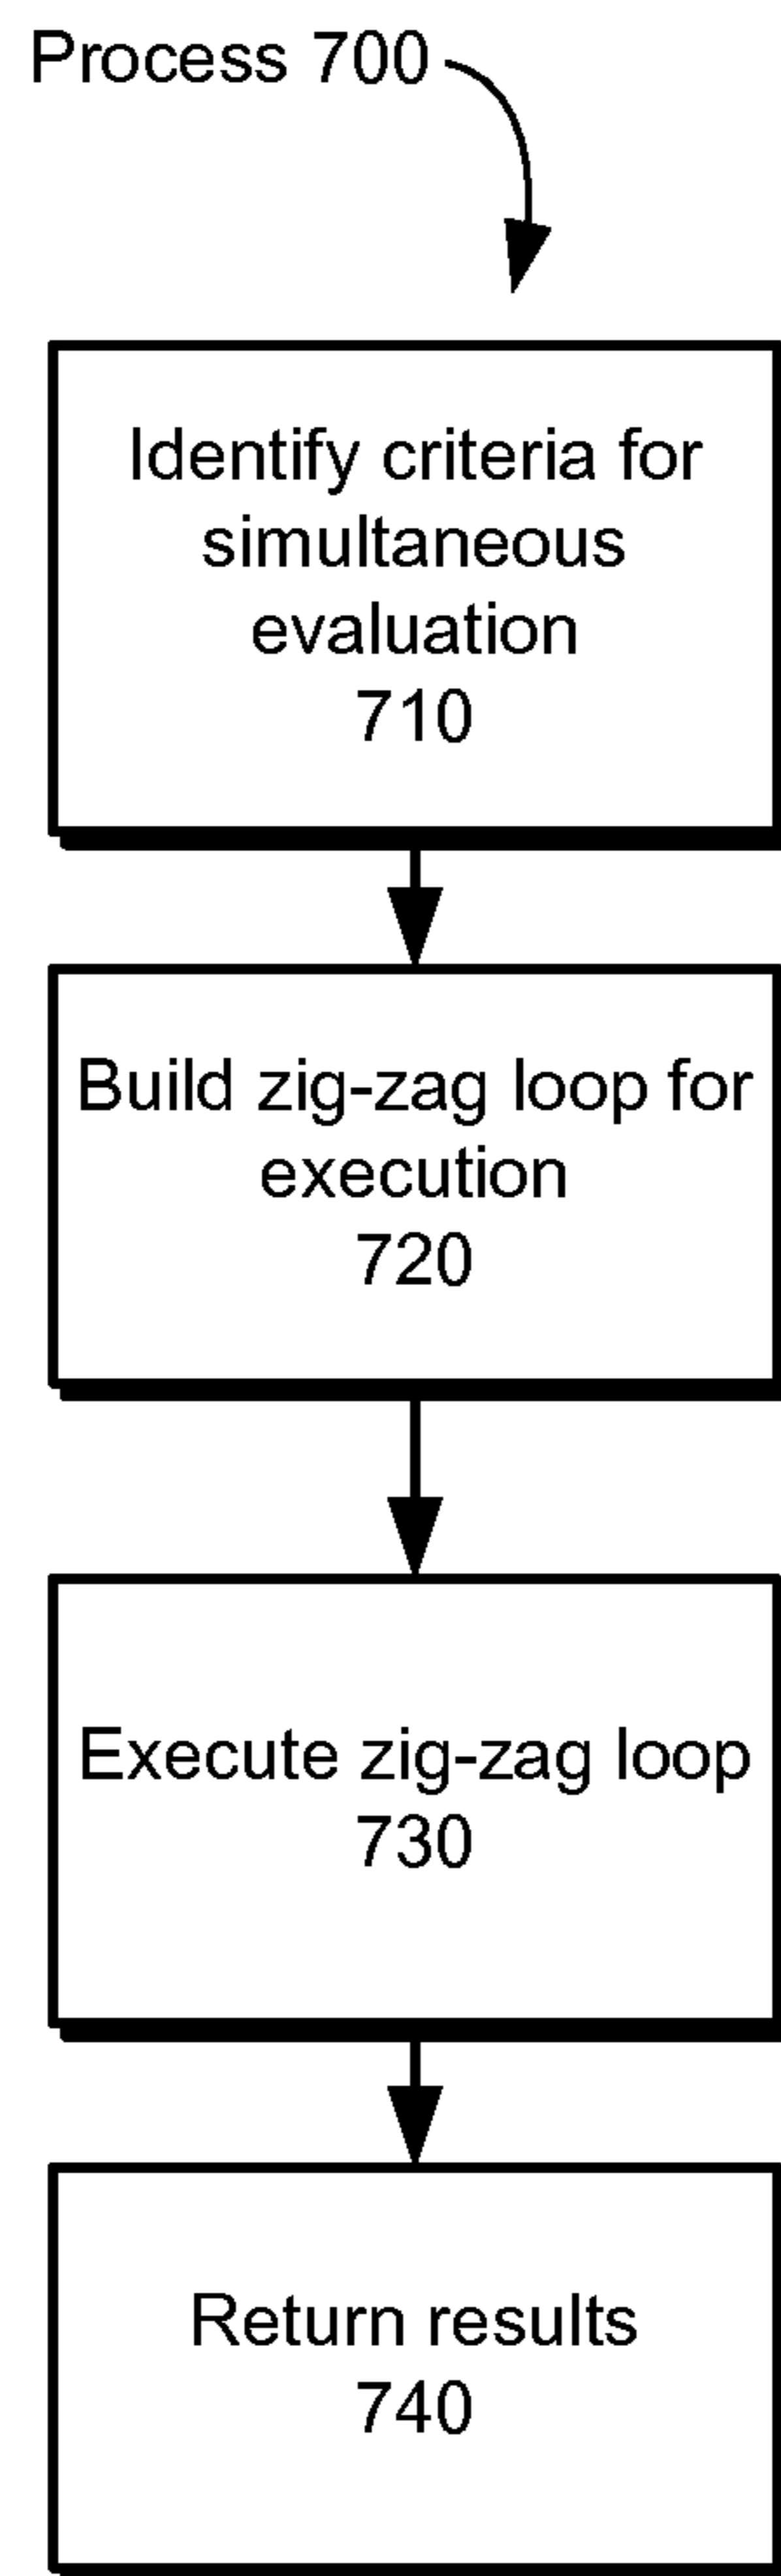 Process 700
Identify criteria for
simultaneous
evaluation
710
Build zig-zag loop for
execution
720
Execute zig-zag loop
730
Return results
740